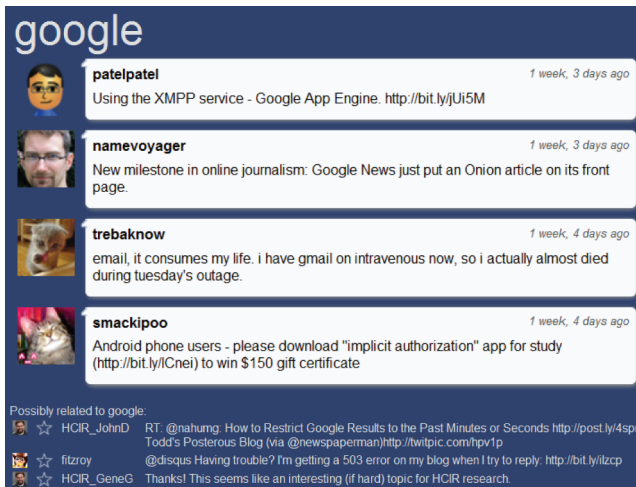 google
patelpatel 1 week, 3 days ago
Using the XMPP service - Google App Engine. http://bit.ly/jUi5M
namevoyager 1 week, 3 days ago
New milestone in online journalism: Google News just put an Onion article on its front
page.
trebaknow 1 week, 4 days ago
email, it consumes my life. i have gmail on intravenous now, so i actually almost died
during tuesday's outage.
smackipoo 1 week, 4 days ago
Android phone users - please download "implicit authorization" app for study
(http://bit.ly/ICnei) to win $150 gift certificate
Possibly related to google:
HCIR_JohnD RT: @nahumg: How to Restrict Google Results to the Past Minutes or Seconds http://post.ly/4spr
Todd's Posterous Blog (via @newspaperman)http://twitpic.com/hpv1p
fitzroy @disqus Having trouble? I'm getting a 503 error on my blog when I try to reply: http://bit.ly/ilzcp
HCIR_GeneG Thanks! This seems like an interesting (if hard) topic for HCIR research.